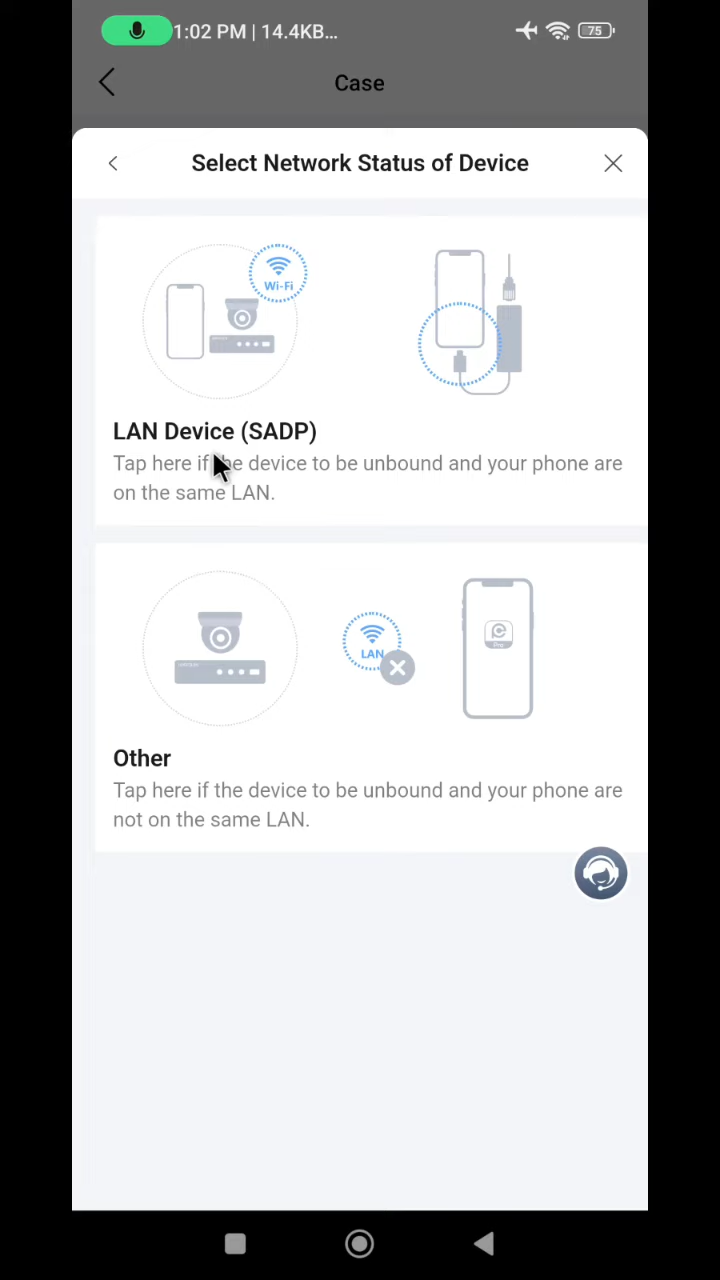 1:02 PM | 14.4KB...
75
Case
Select Network Status of Device
Wi-Fi
LAN Device (SADP)
Tap here if the device to be unbound and your phone are
on the same LAN.
LAN
Pro
Other
Tap here if the device to be unbound and your phone are
not on the same LAN.